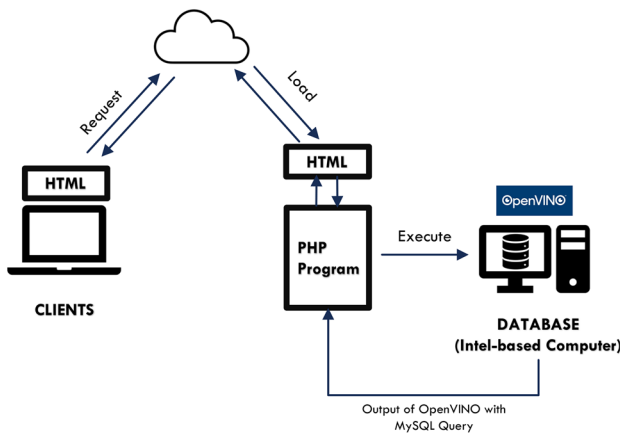 Request
Load
HTML
HTML
OpenVINO
PHP
Program
Execute
CLIENTS
DATABASE
(Intel-based Computer)
Output of OpenVINO with
MySQL Query